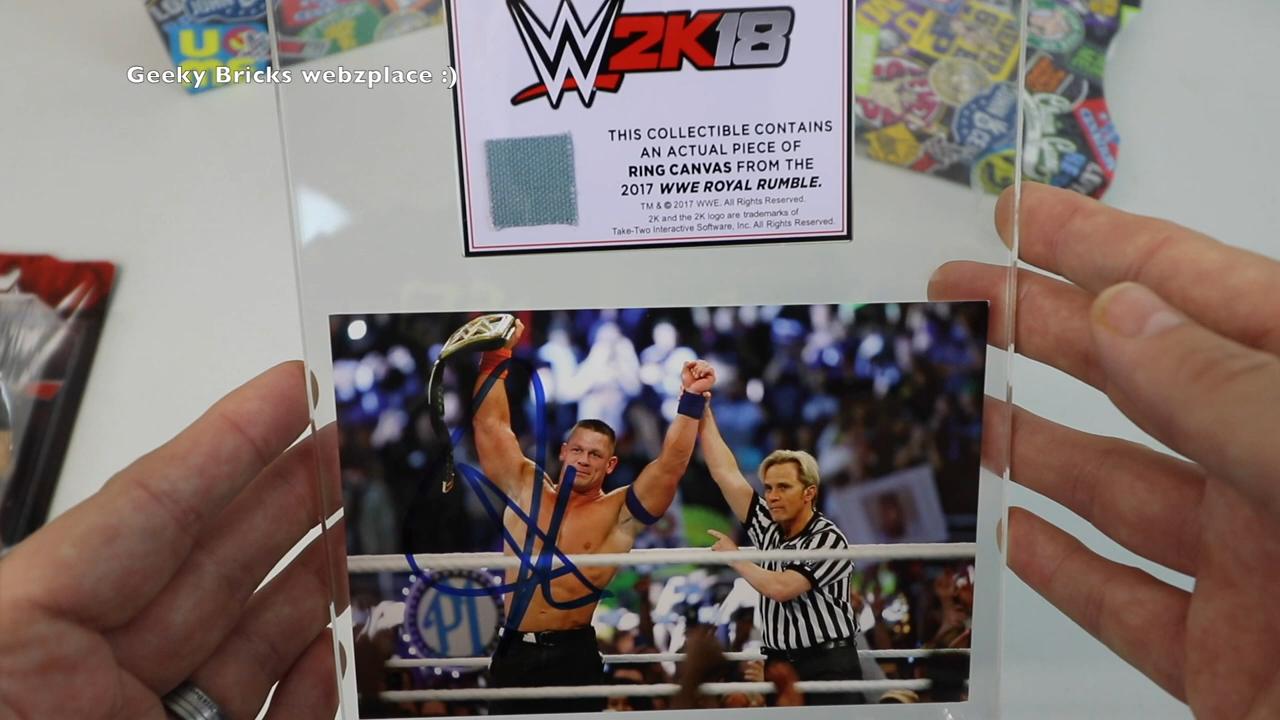 W 2K18
Geeky Bricks webzplace :)
THIS COLLECTIBLE CONTAINS
AN ACTUAL PIECE OF
RING CANVAS FROM THE
2017 WWE ROYAL RUMBLE.
TM & © 2017 WWE. All Rights Reserved.
2K and the 2K logo are trademarks of
Take-Two Interactive Software, Inc. All Rights Reserved.